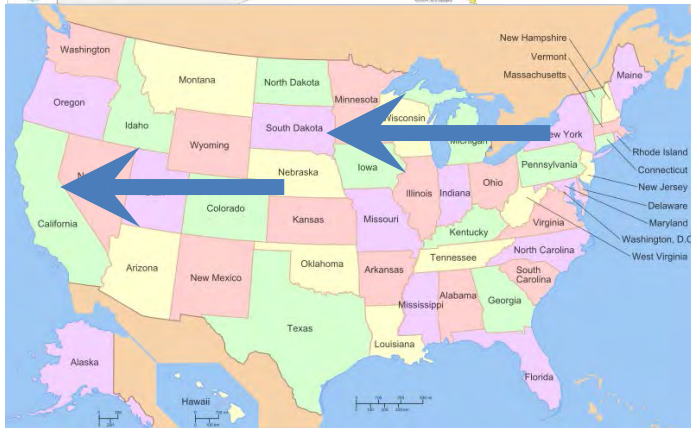 New Hampshire
Vermont
Massachusetts
Maine
Washington
Montana
North Dakota
Minnesota
Oregon
Idaho
South Dakota
Wisconsin
Michigan
York
Wyoming
Rhode Island
Connecticut
Nebraska
Iowa
Pennsylvania
New Jersey
Illinois
Indiana
Ohio
Delaware
Maryland
Colorado
Kansas
Missouri
Virginia
Washington, D.C
California
Kentucky
West Virginia
Arizona
New Mexico
Oklahoma
Arkansas
Tennessee
North Carolina
South
Carolina
Mississippi
Alabama
Georgia
Texas
Louisiana
Alaska
Florida
Hawaii